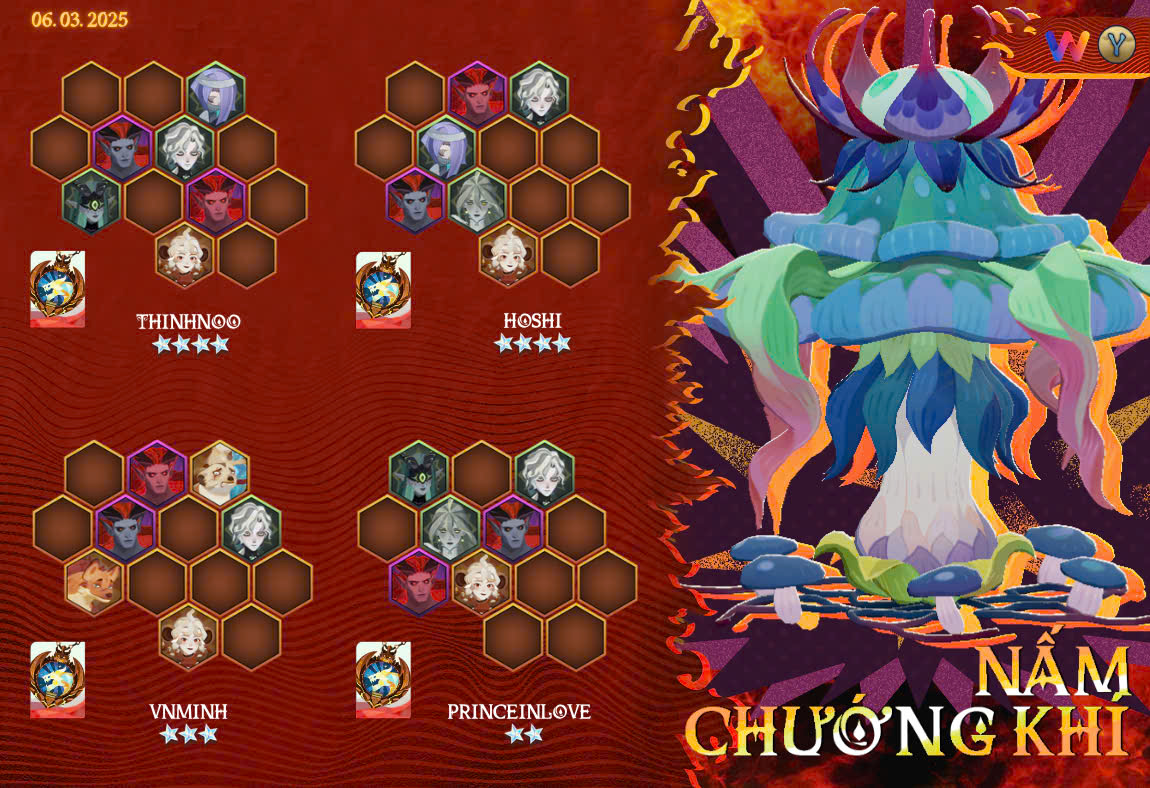 06. 03. 2025
W Y
THINHNOO
HOSHI
VNMINH
PRINCEINLOVE
NẤM
CHƯỚNG KHÍ